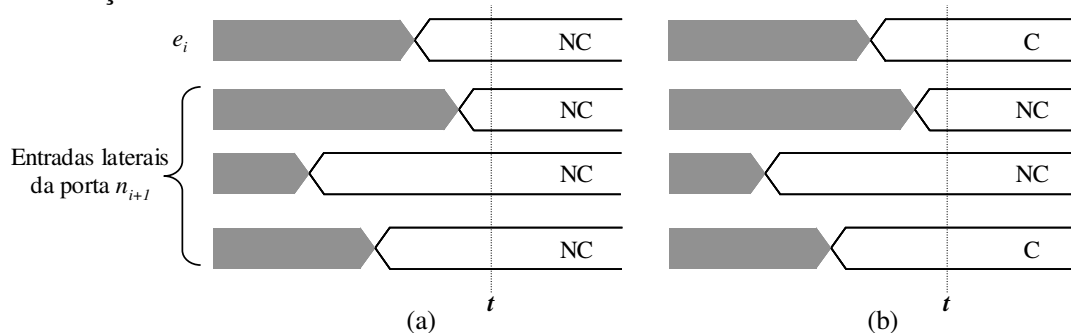 e_i NC C
NC NC
Entradas laterais
da porta n_{i+1}
NC NC
NC C
t t
(a) (b)